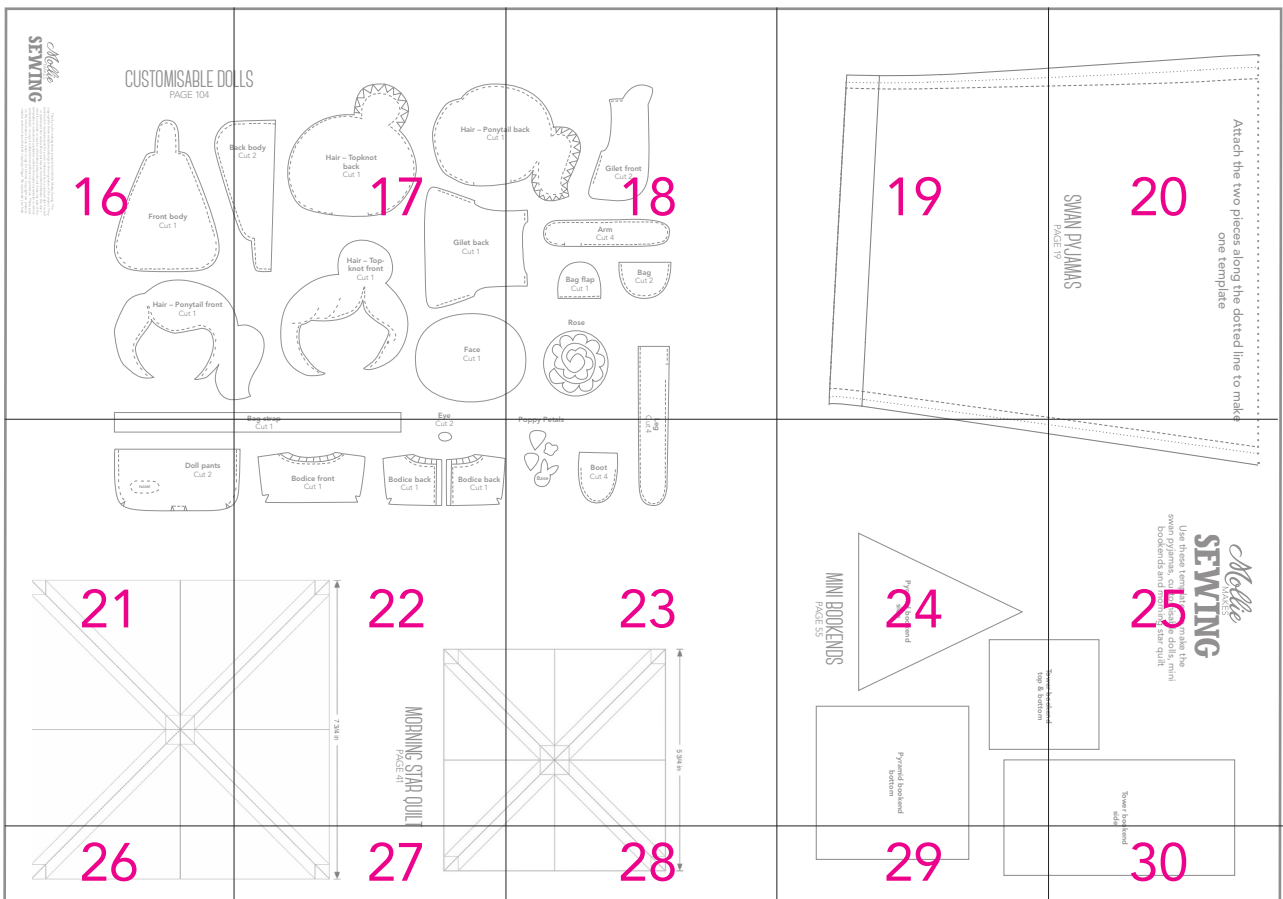 Mollie
MAKES
SEWING
CUSTOMISABLE DOLLS
PAGE 104
Front body
Cut 1
Back body
Cut 2
Hair – Topknot
back
Cut 1
Hair – Ponytail back
Cut 1
Gilet front
Cut 2
16
17
18
19
20
Gilet back
Cut 1
Arm
Cut 4
Hair – Top-
knot front
Cut 1
Bag flap
Cut 1
Bag
Cut 2
Hair – Ponytail front
Cut 1
Face
Cut 1
Rose
Leg
Cut 4
Bag strap
Cut 1
Eye
Cut 2
Poppy Petals
Base
Doll pants
Cut 2
NAME
Bodice front
Cut 1
Bodice back
Cut 1
Bodice back
Cut 1
Boot
Cut 4
SWAN PYJAMAS
PAGE 19
Attach the two pieces along the dotted line to make
one template
21
22
23
24
25
7 3/4 in
MORNING STAR QUILT
PAGE 41
5 3/4 in
MINI BOOKENDS
PAGE 55
Pyramid bookend
Tower bookend
top & bottom
Pyramid bookend
bottom
Tower bookend
side
Mollie
MAKES
SEWING
Use these templates to make the
swan pyjamas, customisable dolls, mini
bookends and morning star quilt
26
27
28
29
30